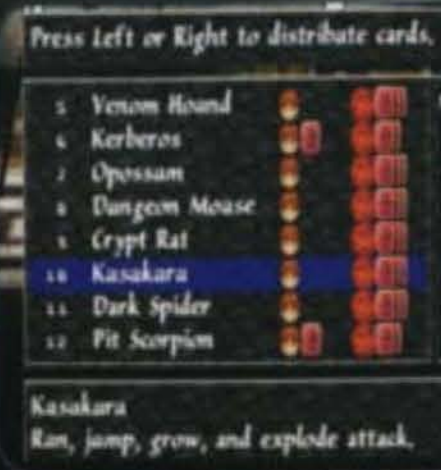 Press Left or Right to distribute cards.
5 Venom Hound
6 Kerberos
7 Opossam
8 Dungeon Mouse
9 Crypt Rat
10 Kasakara
11 Dark Spider
12 Pit Scorpion
Kasakara
Run, jump, grow, and explode attack.